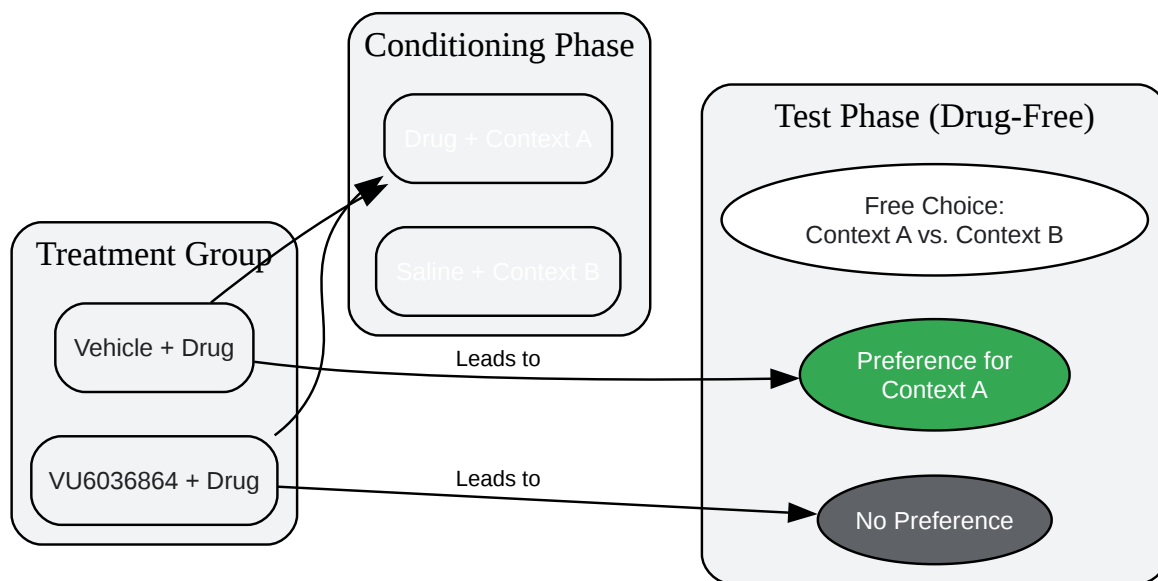 Conditioning Phase
Drug + Context A
Saline + Context B
Treatment Group
Vehicle + Drug
VU6036864 + Drug
Leads to
Leads to
Test Phase (Drug-Free)
Free Choice:
Context A vs. Context B
Preference for
Context A
No Preference